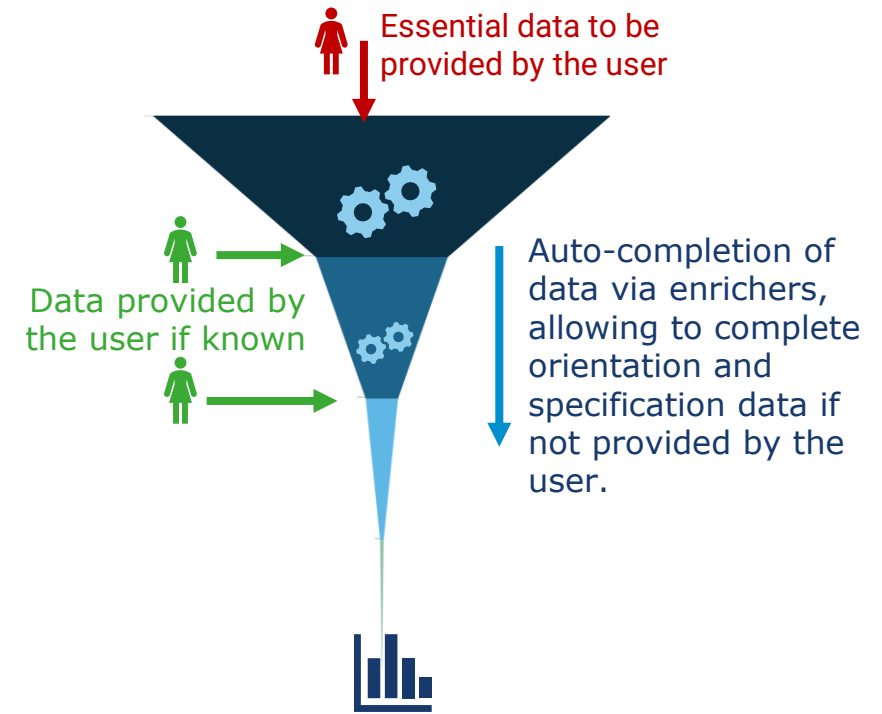 Essential data to be
provided by the user
Data provided by
the user if known
Auto-completion of
data via enrichers,
allowing to complete
orientation and
specification data if
not provided by the
user.